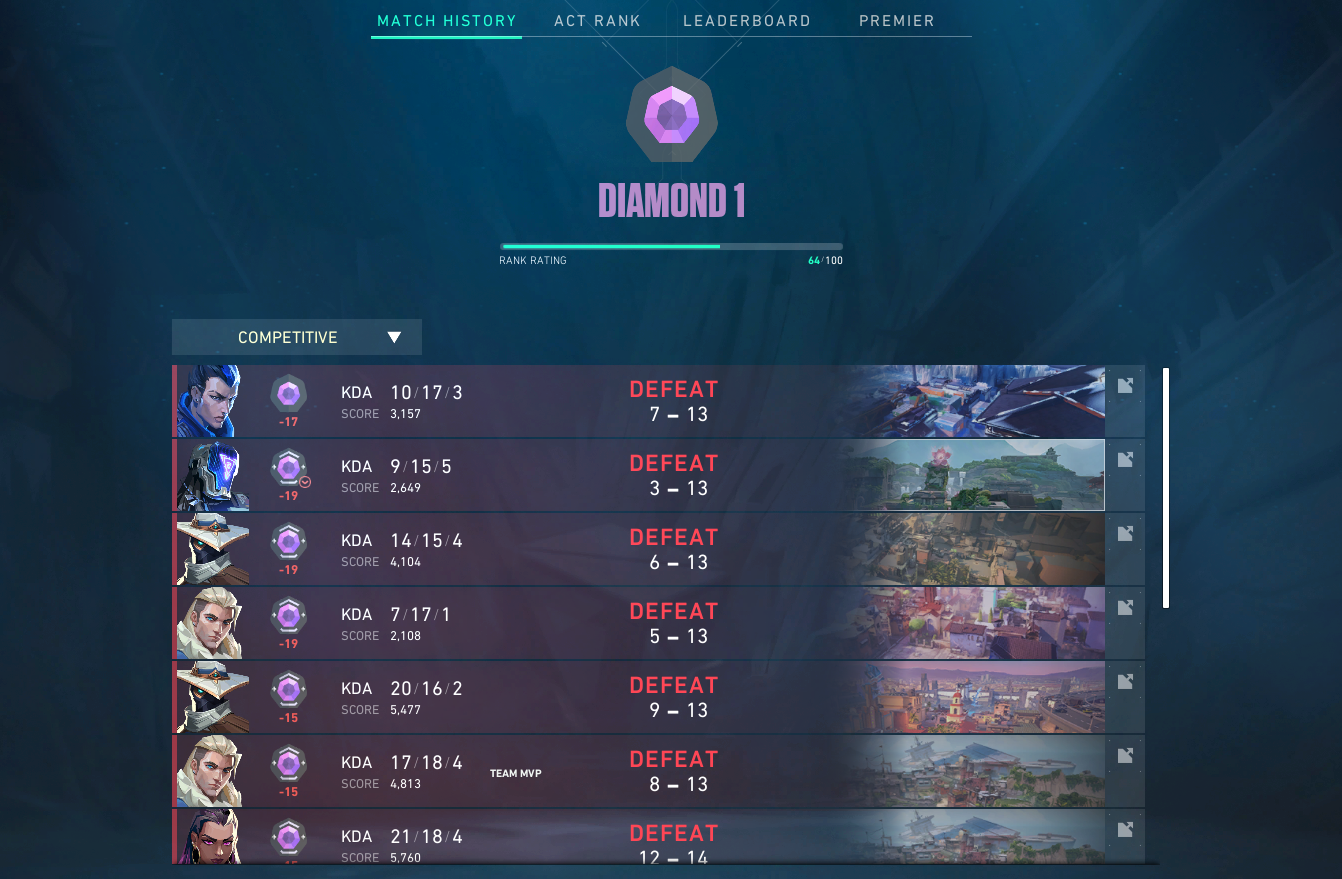 MATCH HISTORY ACT RANK LEADERBOARD PREMIER
DIAMOND 1
RANK RATING 64/100
COMPETITIVE
KDA 10/17/3 DEFEAT
SCORE 3,157 7 – 13
-17
KDA 9/15/5 DEFEAT
SCORE 2,649 3 – 13
-19
KDA 14/15/4 DEFEAT
SCORE 4,104 6 – 13
-19
KDA 7/17/1 DEFEAT
SCORE 2,108 5 – 13
-19
KDA 20/16/2 DEFEAT
SCORE 5,477 9 – 13
-15
KDA 17/18/4 DEFEAT
TEAM MVP
SCORE 4,813 8 – 13
-15
KDA 21/18/4 DEFEAT
SCORE 5,760 12 – 14